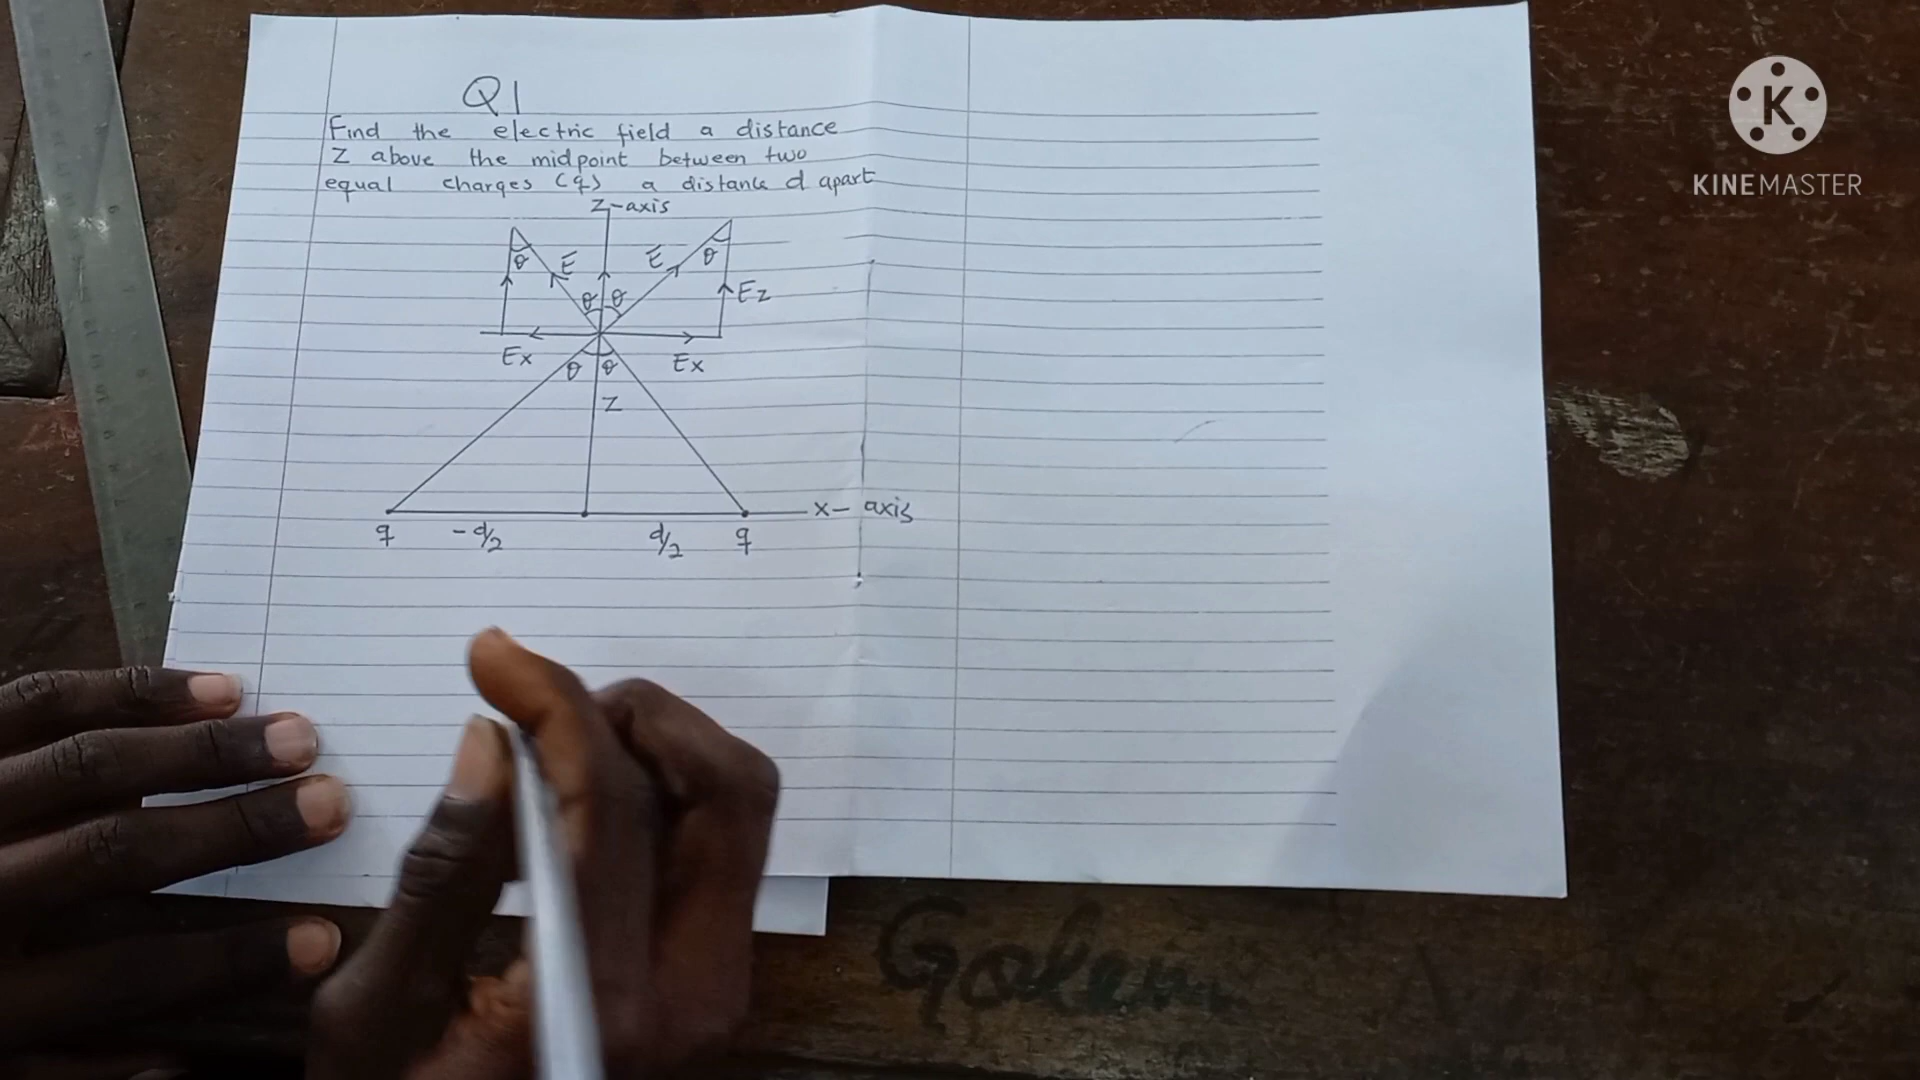 Q1
Find the electric field a distance
Z above the midpoint between two
equal charges (q) a distance d apart
Z-axis
θ E E θ
θ θ Ez
Ex Ex
θ θ
Z
x- axis
q -d/2 d/2 q
K
KINEMASTER